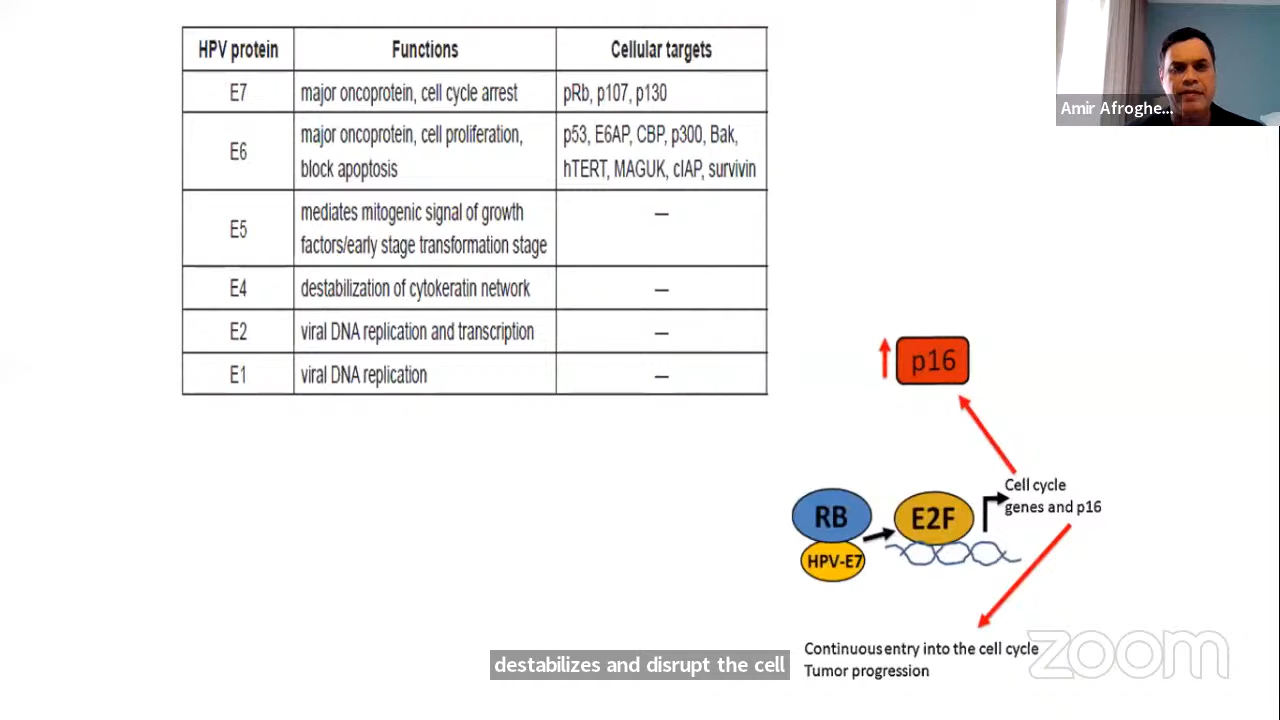 HPV protein Functions Cellular targets
E7 major oncoprotein, cell cycle arrest pRb, p107, p130
E6 major oncoprotein, cell proliferation, block apoptosis p53, E6AP, CBP, p300, Bak, hTERT, MAGUK, cIAP, survivin
E5 mediates mitogenic signal of growth factors/early stage transformation stage —
E4 destabilization of cytokeratin network —
E2 viral DNA replication and transcription —
E1 viral DNA replication —
Amir Afroghe...
p16
Cell cycle
genes and p16
RB
E2F
HPV-E7
Continuous entry into the cell cycle
Tumor progression
destabilizes and disrupt the cell
zoom